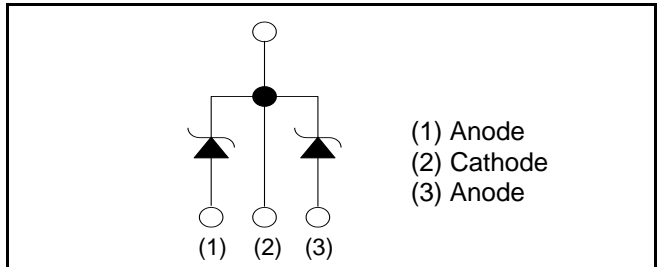 (1) Anode
(2) Cathode
(3) Anode
(1) (2) (3)